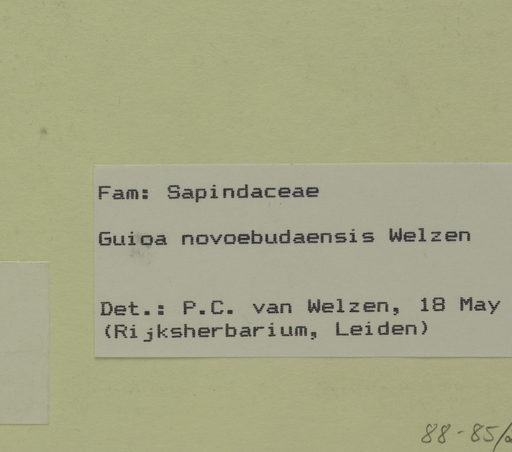 Fam: Sapindaceae
Guioa novoebudaensis Welzen
Det.: P.C. van Welzen, 18 May
(Rijksherbarium, Leiden)
88-85/